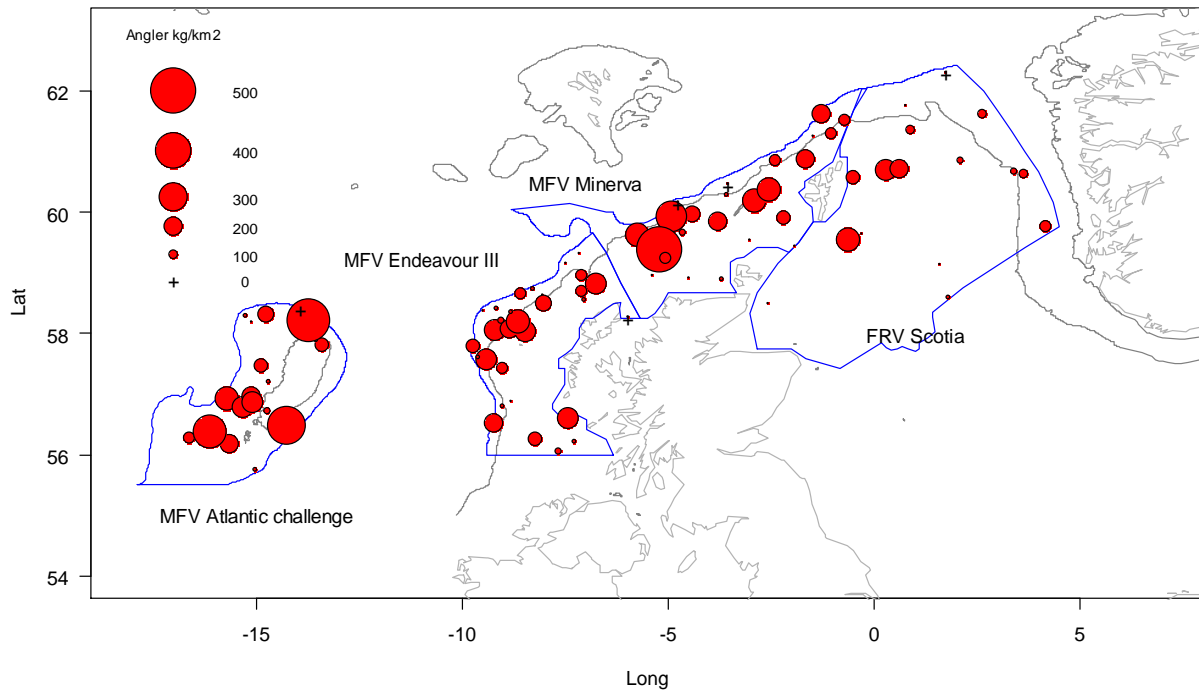 Angler kg/km2
500
400
300
200
100
0
MFV Minerva
MFV Endeavour III
FRV Scotia
MFV Atlantic challenge
Lat
62
60
58
56
54
-15 -10 -5 0 5
Long